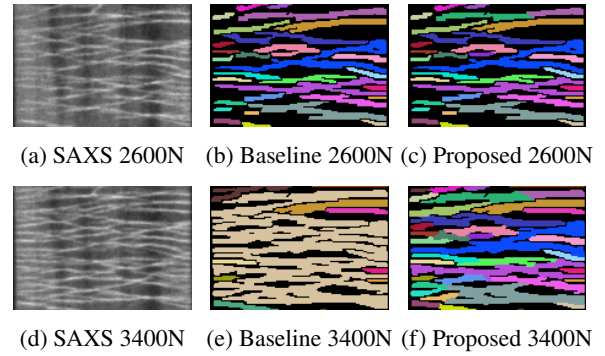 (a) SAXS 2600N (b) Baseline 2600N (c) Proposed 2600N
(d) SAXS 3400N (e) Baseline 3400N (f) Proposed 3400N